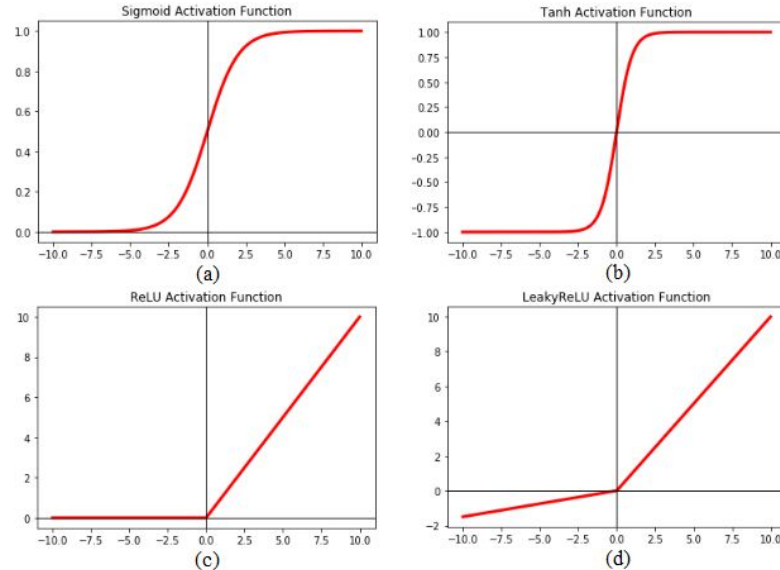 Sigmoid Activation Function
1.0
0.8
0.6
0.4
0.2
0.0
−10.0 −7.5 −5.0 −2.5 0.0 2.5 5.0 7.5 10.0
(a)
Tanh Activation Function
1.00
0.75
0.50
0.25
0.00
−0.25
−0.50
−0.75
−1.00
−10.0 −7.5 −5.0 −2.5 0.0 2.5 5.0 7.5 10.0
(b)
ReLU Activation Function
10
8
6
4
2
0
−10.0 −7.5 −5.0 −2.5 0.0 2.5 5.0 7.5 10.0
(c)
LeakyReLU Activation Function
10
8
6
4
2
0
−2
−10.0 −7.5 −5.0 −2.5 0.0 2.5 5.0 7.5 10.0
(d)